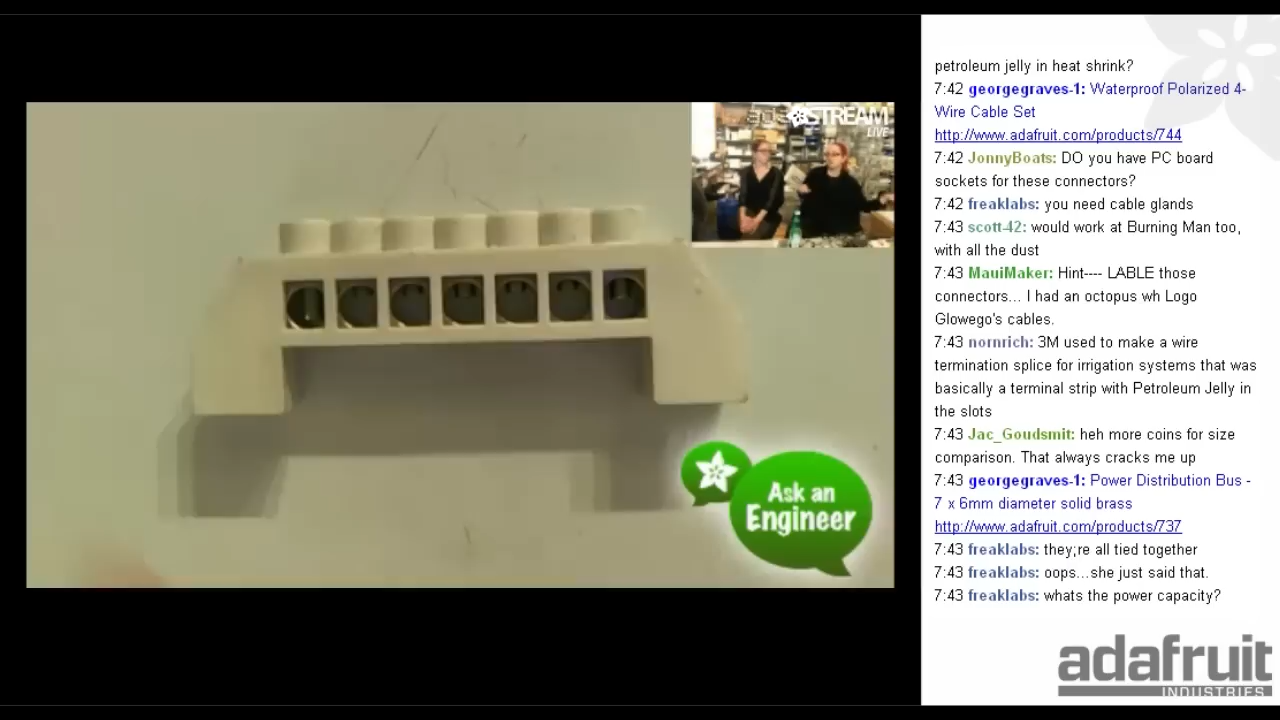 STREAM
LIVE
Ask an
Engineer
petroleum jelly in heat shrink?
7:42 georgegraves-1: Waterproof Polarized 4-
Wire Cable Set
http://www.adafruit.com/products/744
7:42 JonnyBoats: DO you have PC board
sockets for these connectors?
7:42 freaklabs: you need cable glands
7:43 scott-42: would work at Burning Man too,
with all the dust
7:43 MauiMaker: Hint---- LABLE those
connectors... I had an octopus wh Logo
Glowego's cables.
7:43 nornrich: 3M used to make a wire
termination splice for irrigation systems that was
basically a terminal strip with Petroleum Jelly in
the slots
7:43 Jac_Goudsmit: heh more coins for size
comparison. That always cracks me up
7:43 georgegraves-1: Power Distribution Bus -
7 x 6mm diameter solid brass
http://www.adafruit.com/products/737
7:43 freaklabs: they;re all tied together
7:43 freaklabs: oops...she just said that.
7:43 freaklabs: whats the power capacity?
adafruit
INDUSTRIES